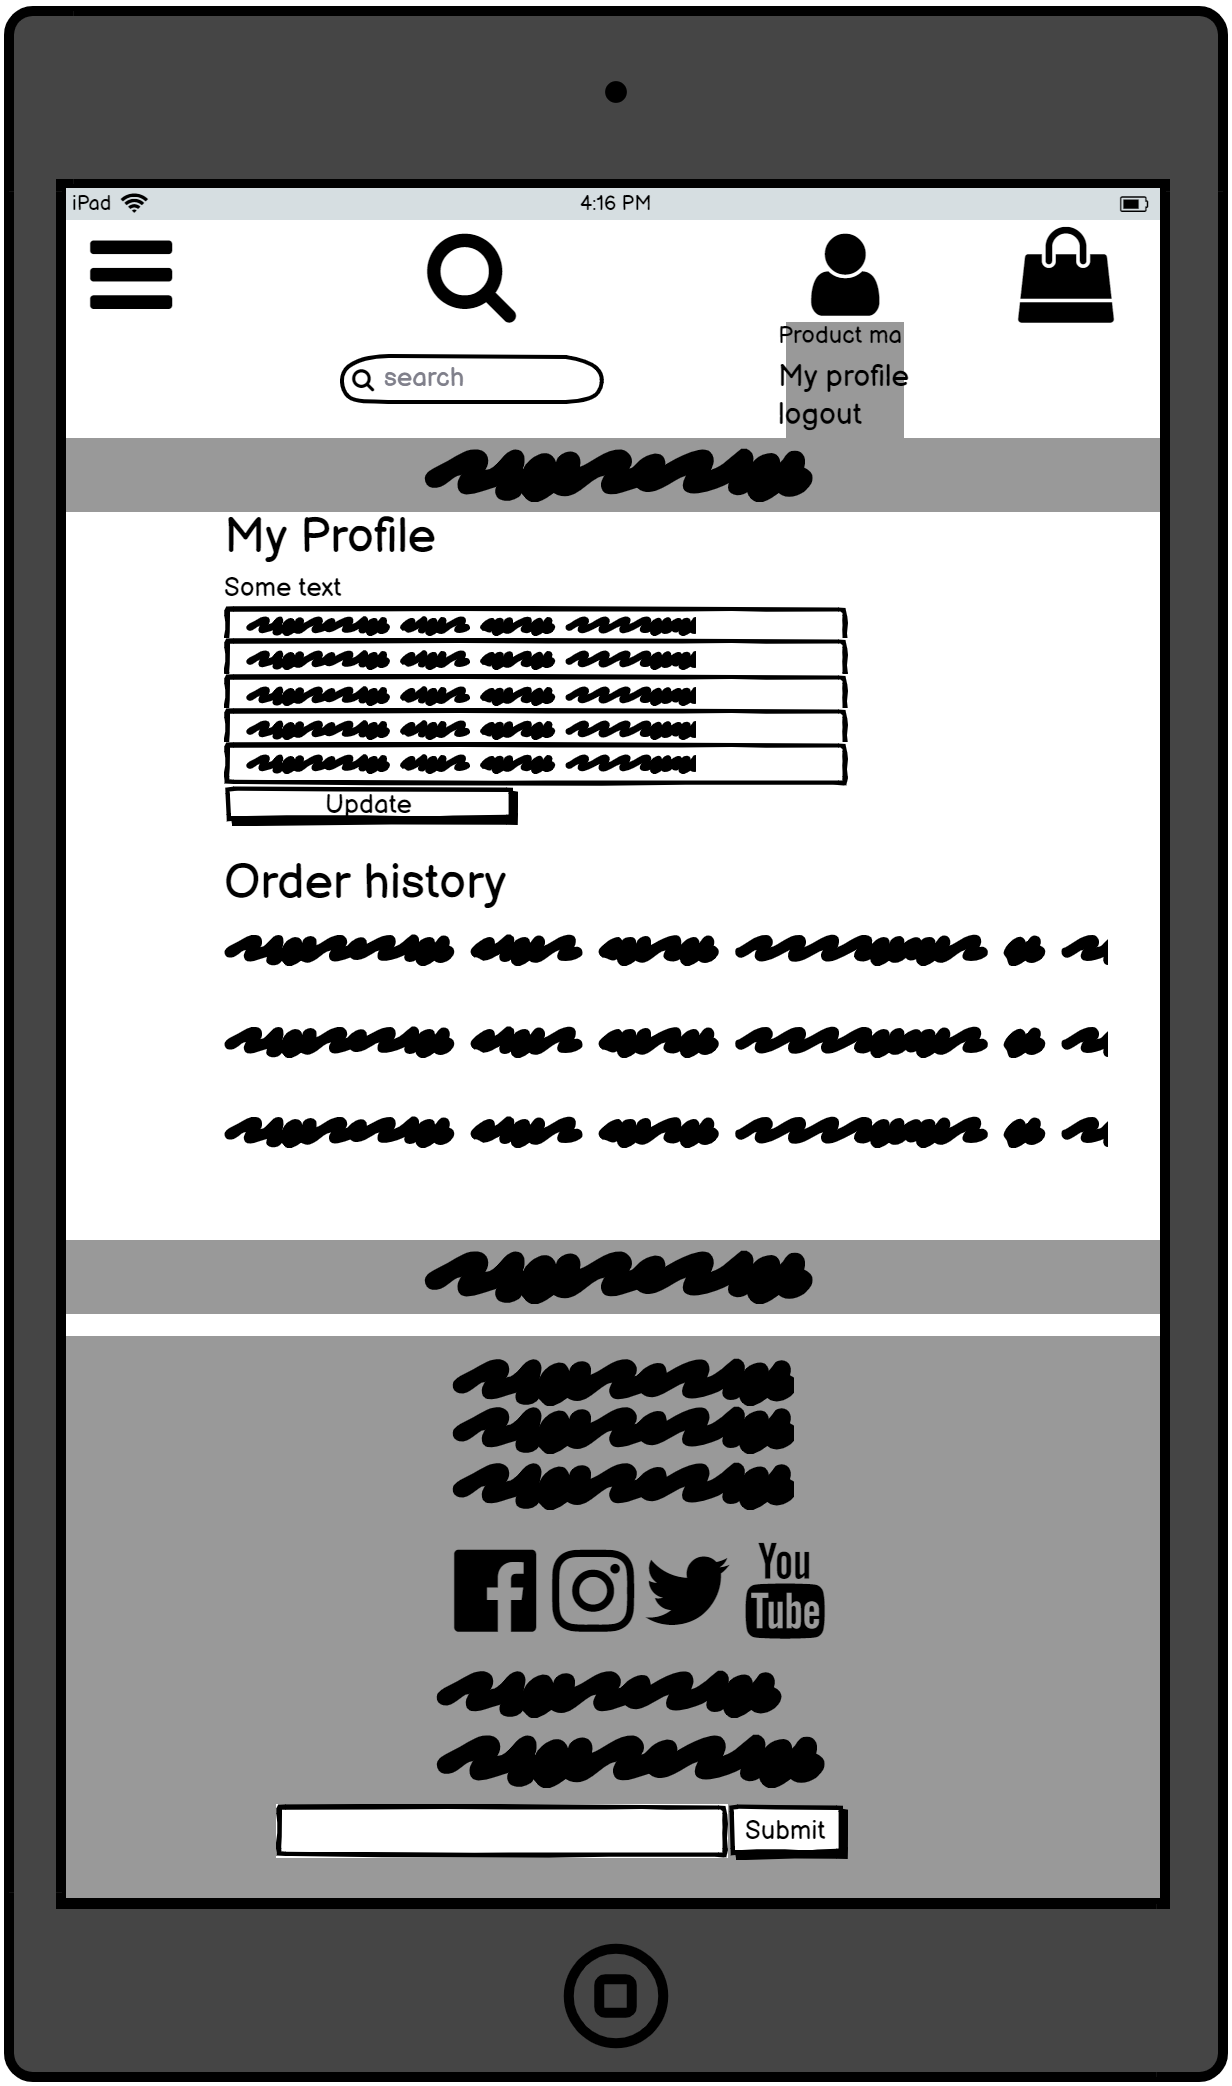 iPad 4:16 PM
search
Product ma
My profile
logout
My Profile
Some text
Update
Order history
You
Tube
Submit